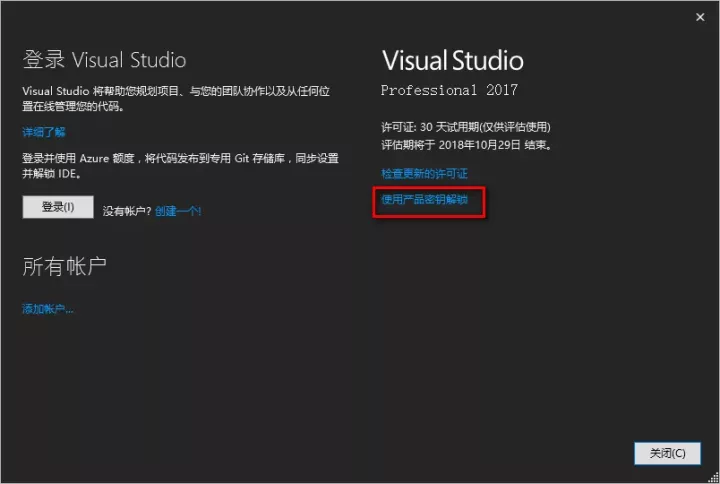 登录 Visual Studio
Visual Studio 将帮助您规划项目、与您的团队协作以及从任何位
置在线管理您的代码。
详细了解
登录并使用 Azure 额度，将代码发布到专用 Git 存储库，同步设置
并解锁 IDE。
登录(I)
没有帐户? 创建一个!
所有帐户
添加帐户...
Visual Studio
Professional 2017
许可证: 30 天试用期(仅供评估使用)
评估期将于 2018年10月29日 结束。
检查更新的许可证
使用产品密钥解锁
关闭(C)